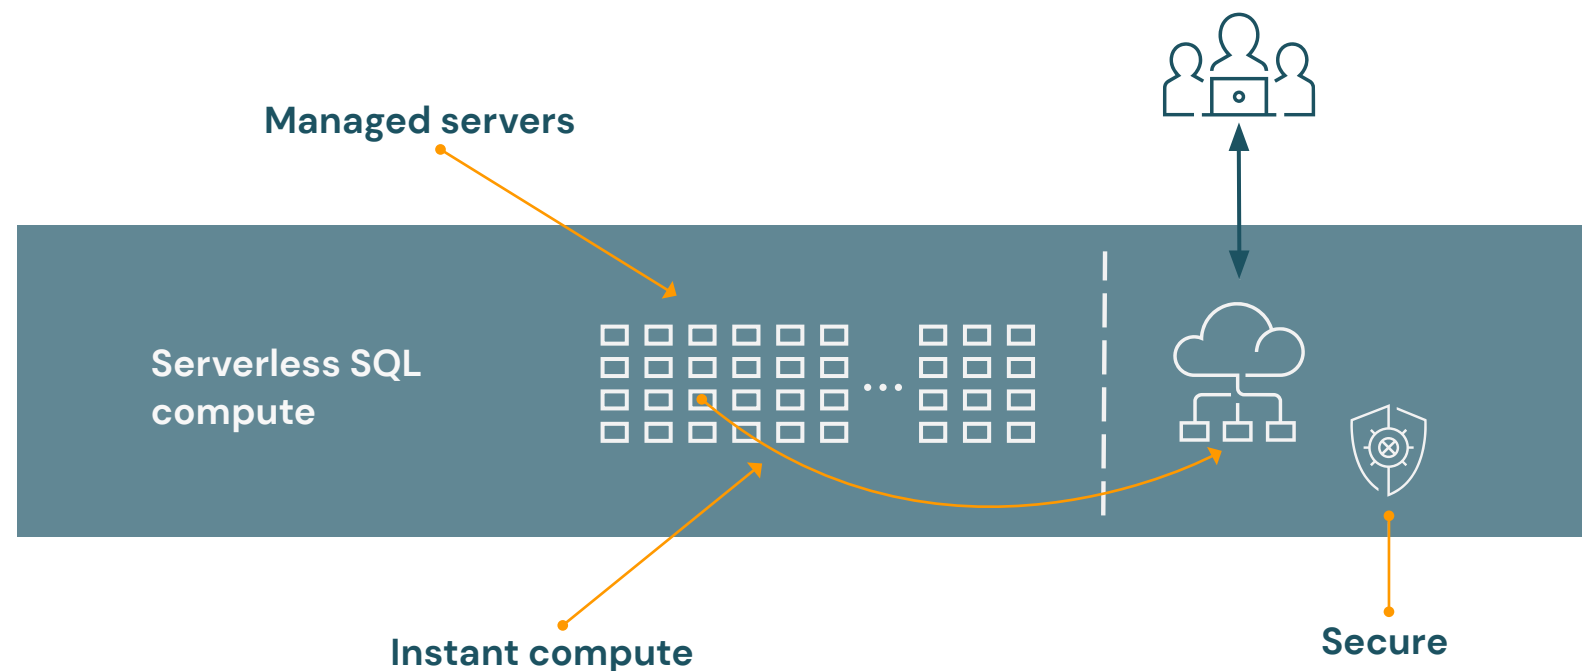 Managed servers
Serverless SQL
compute
Instant compute
Secure